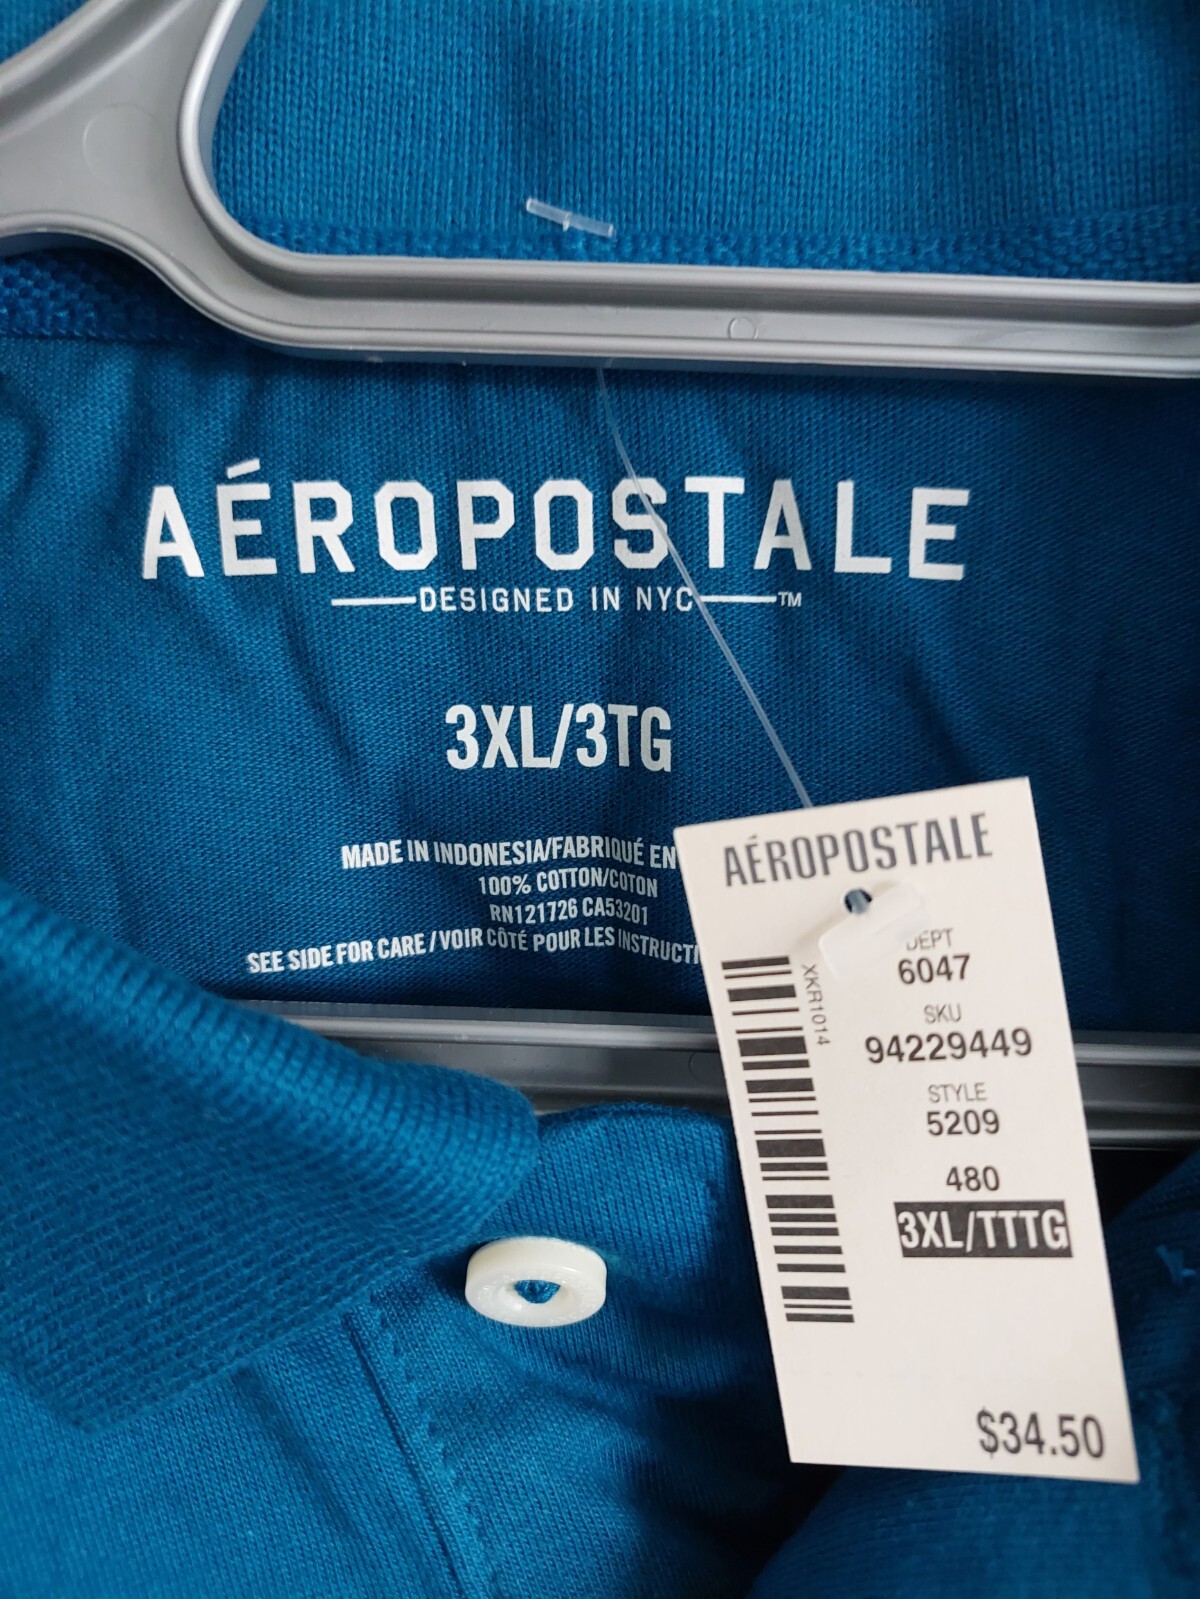 AÉROPOSTALE
DESIGNED IN NYC™
3XL/3TG
MADE IN INDONESIA/FABRIQUÉ EN
100% COTTON/COTON
RN121726 CA53201
SEE SIDE FOR CARE / VOIR CÔTÉ POUR LES INSTRUCTI
AÉROPOSTALE
DEPT
6047
XKR1014
SKU
94229449
STYLE
5209
480
3XL/TTTG
$34.50